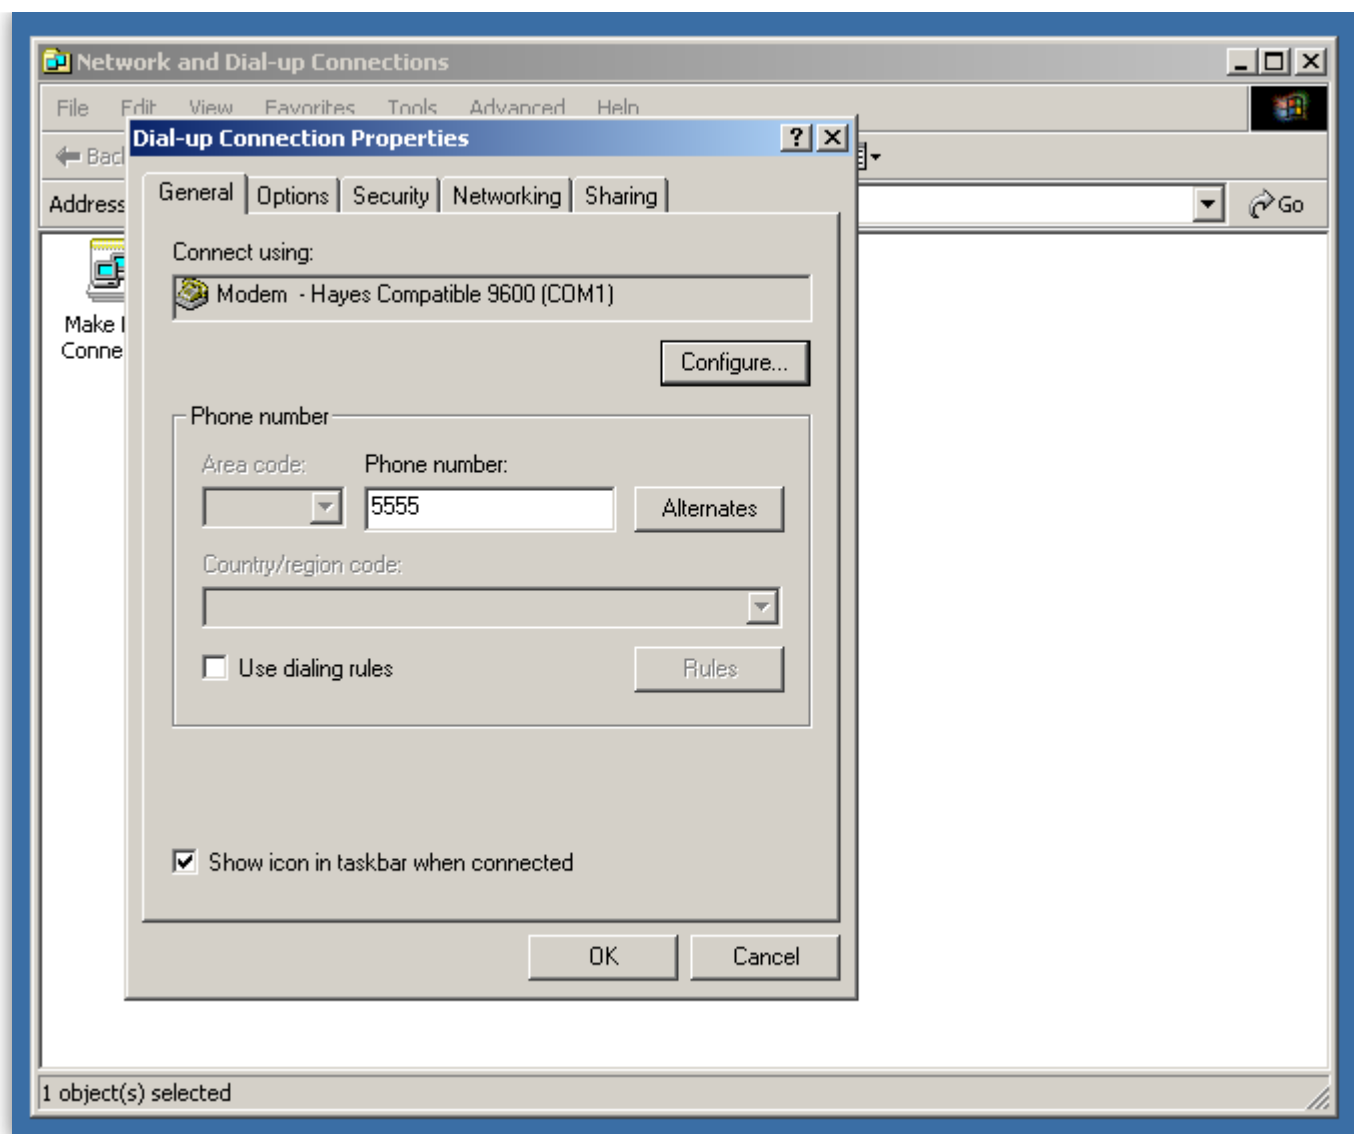 Network and Dial-up Connections
File Edit View Favorites Tools Advanced Help
Dial-up Connection Properties
Back
Address
Go
General Options Security Networking Sharing
Connect using:
Modem - Hayes Compatible 9600 (COM1)
Make
Conne
Configure...
Phone number
Area code: Phone number:
5555
Alternates
Country/region code:
Use dialing rules
Rules
Show icon in taskbar when connected
OK Cancel
1 object(s) selected